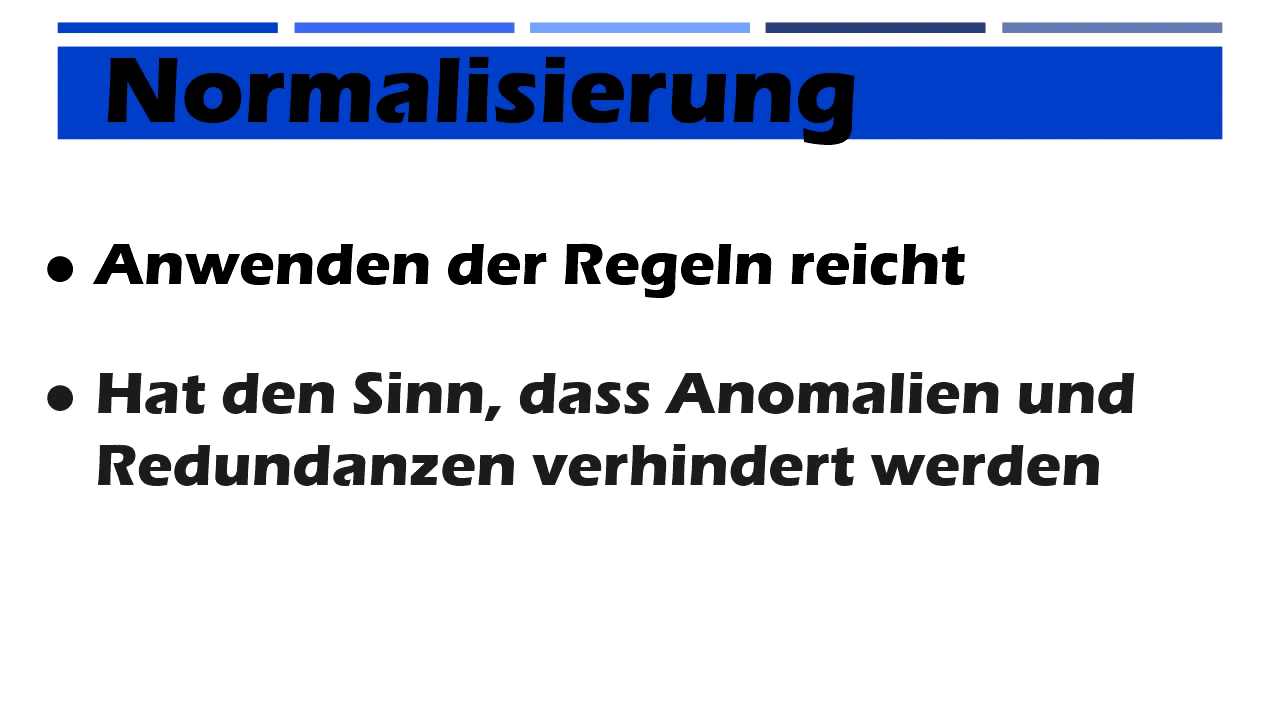 Normalisierung
● Anwenden der Regeln reicht
● Hat den Sinn, dass Anomalien und
Redundanzen verhindert werden